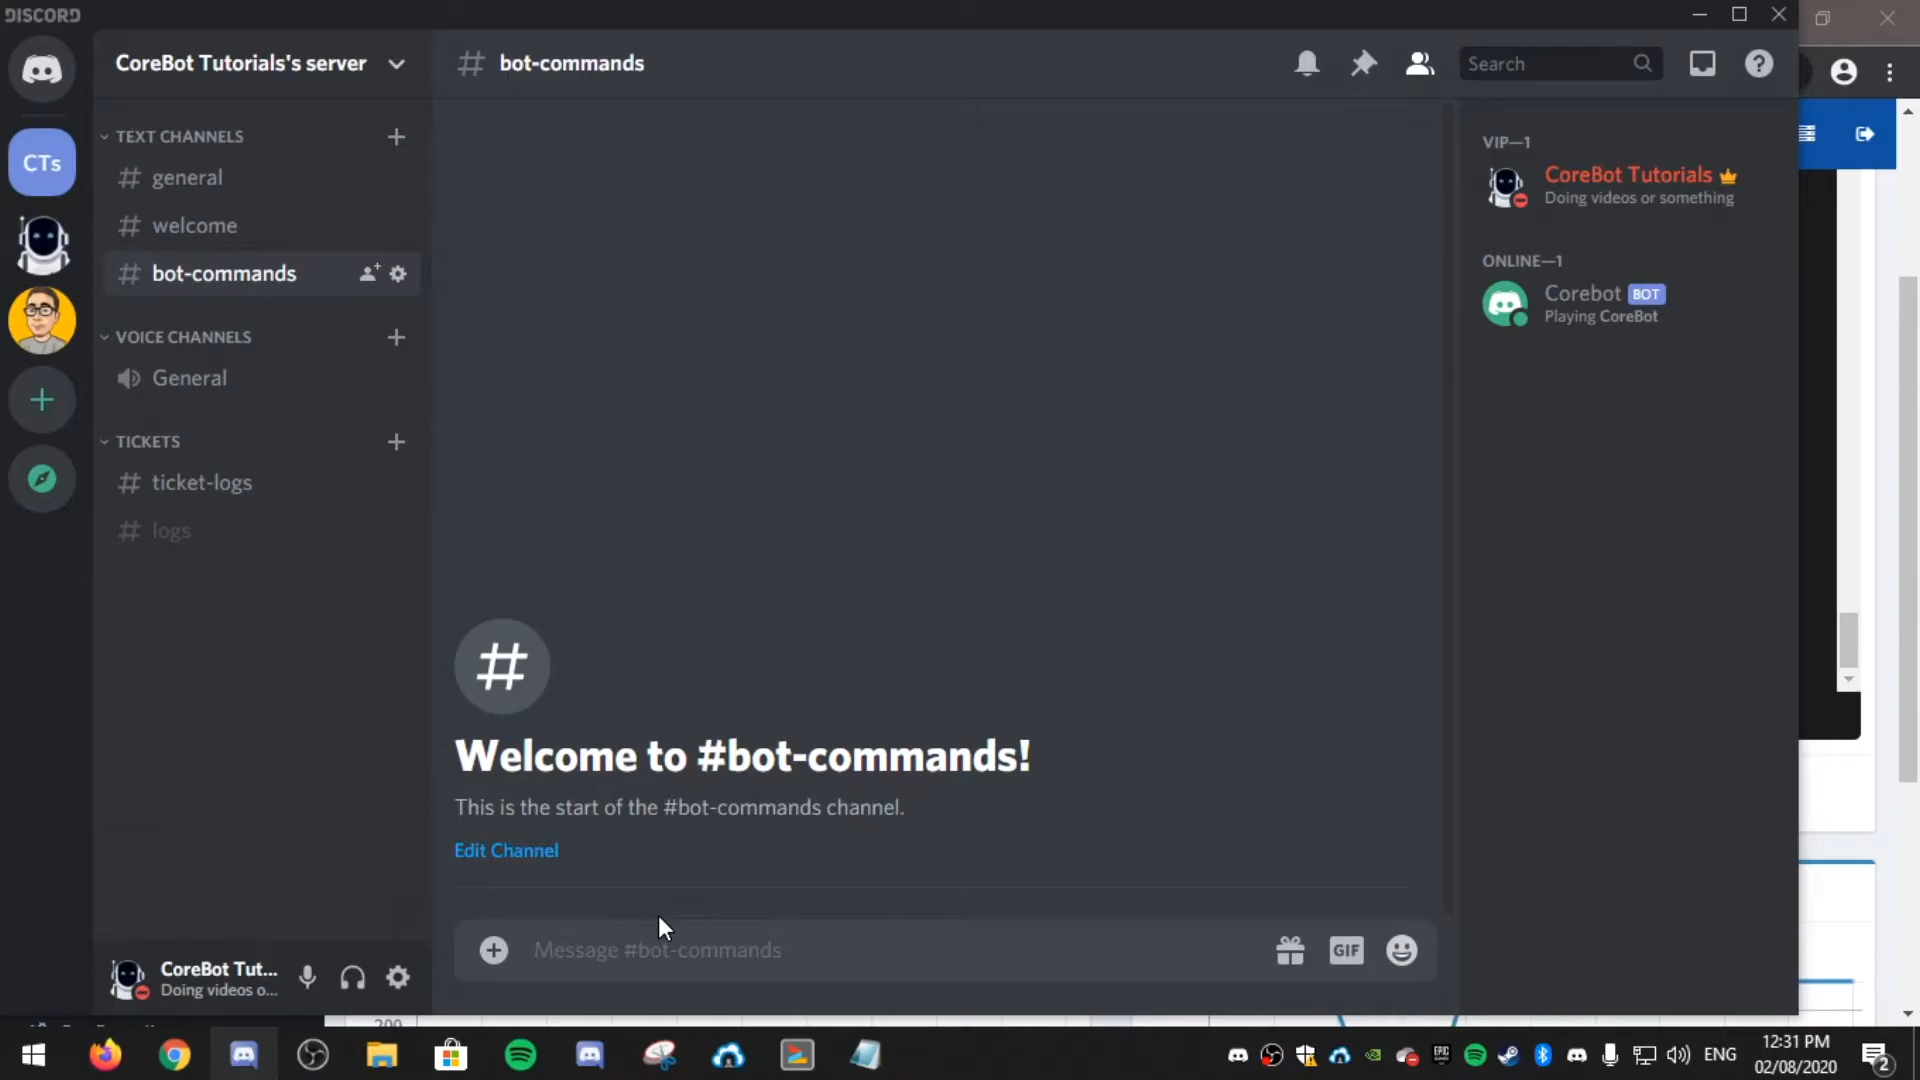 DISCORD
CoreBot Tutorials's server
bot-commands
Search
CTs
TEXT CHANNELS
general
welcome
bot-commands
VOICE CHANNELS
General
TICKETS
ticket-logs
logs
VIP—1
CoreBot Tutorials
Doing videos or something
ONLINE—1
Corebot BOT
Playing CoreBot
Welcome to #bot-commands!
This is the start of the #bot-commands channel.
Edit Channel
Message #bot-commands
GIF
CoreBot Tut...
Doing videos o...
200
EPIC
ENG
12:31 PM
02/08/2020
2